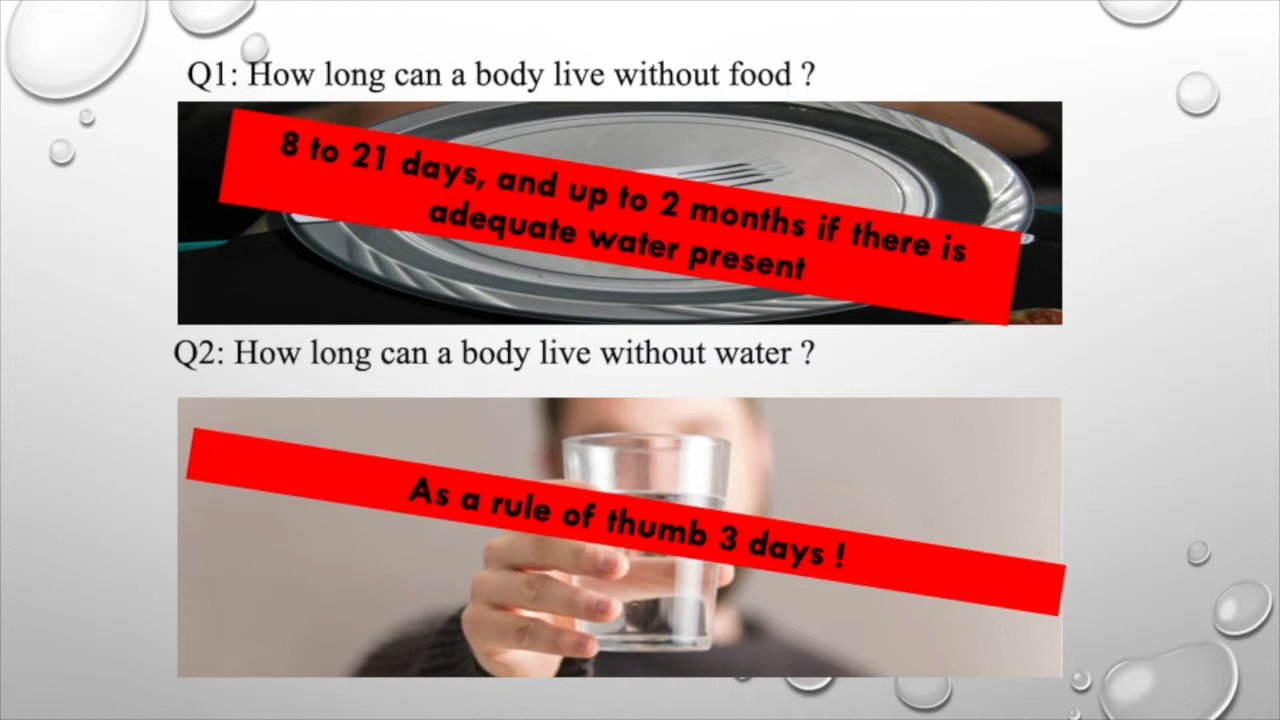 Q1: How long can a body live without food ?
8 to 21 days, and up to 2 months if there is
adequate water present
Q2: How long can a body live without water ?
As a rule of thumb 3 days !